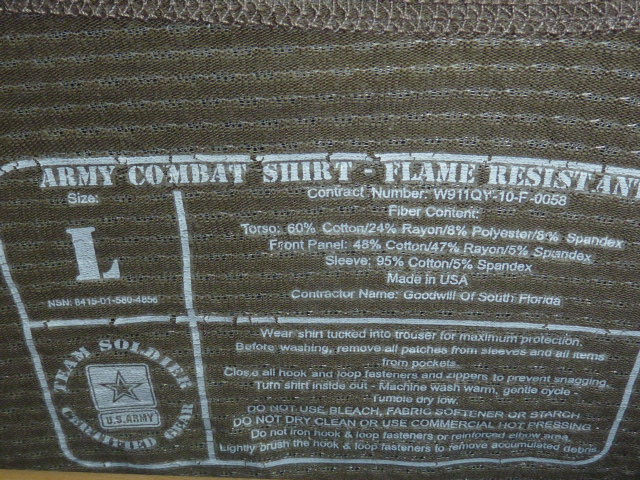 ARMY COMBAT SHIRT - FLAME RESISTAN
Size:
L
NSN: 8415-01-580-4856
Contract Number: W911QY-10-F-0058
Fiber Content:
Torso: 60% Cotton/24% Rayon/8% Polyester/8% Spandex
Front Panel: 48% Cotton/47% Rayon/5% Spandex
Sleeve: 95% Cotton/5% Spandex
Made in USA
Contractor Name: Goodwill Of South Florida
TEAM SOLDIER
U.S.ARMY
CERTIFIED GEAR
Wear shirt tucked into trouser for maximum protection.
Before washing, remove all patches from sleeves and all items
from pockets.
Close all hook and loop fasteners and zippers to prevent snagging.
Turn shirt inside out - Machine wash warm, gentle cycle -
Tumble dry low.
DO NOT USE BLEACH, FABRIC SOFTENER OR STARCH
DO NOT DRY CLEAN OR USE COMMERCIAL HOT PRESSING
Do not iron hook & loop fasteners or reinforced elbow area.
Lightly brush the hook & loop fasteners to remove accumulated debris.